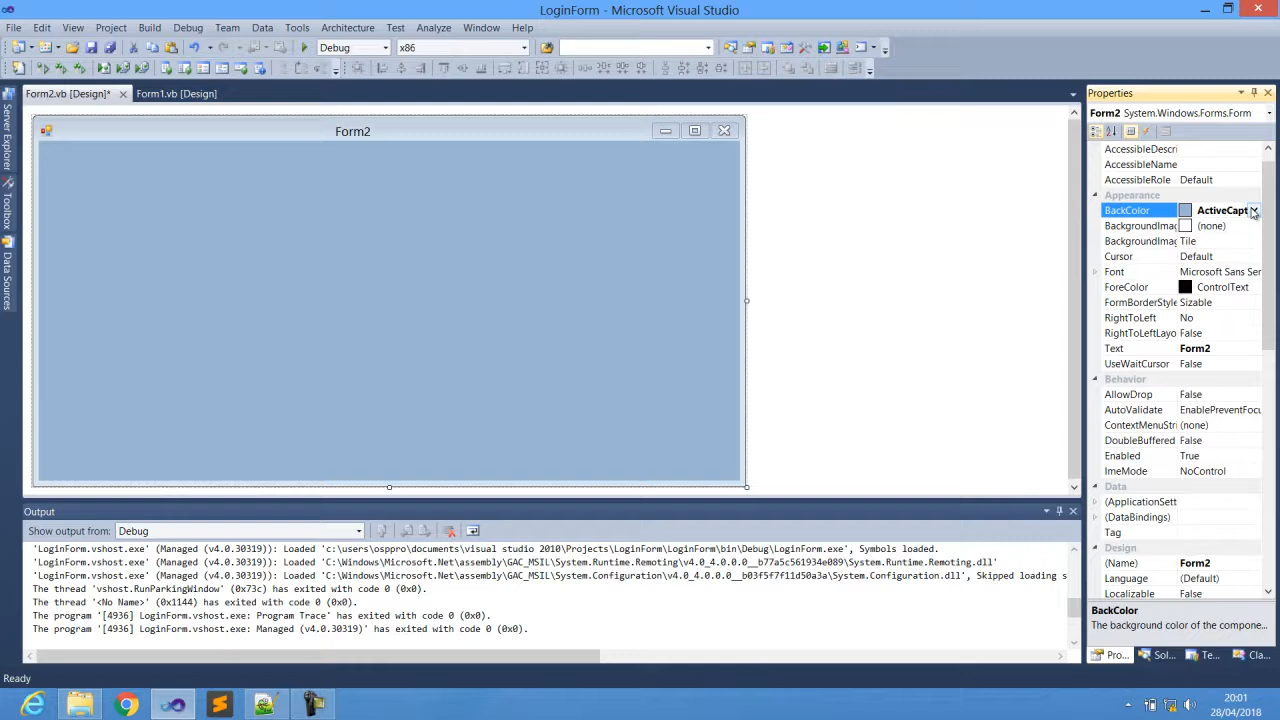 LoginForm - Microsoft Visual Studio
File Edit View Project Build Debug Team Data Tools Architecture Test Analyze Window Help
Debug x86
Form2.vb [Design]* Form1.vb [Design]
Server Explorer
Toolbox
Data Sources
Form2
Properties
Form2 System.Windows.Forms.Form
AccessibleDescri
AccessibleName
AccessibleRole Default
Appearance
BackColor ActiveCapt
BackgroundImag (none)
BackgroundImag Tile
Cursor Default
Font Microsoft Sans Ser
ForeColor ControlText
FormBorderStyle Sizable
RightToLeft No
RightToLeftLayo False
Text Form2
UseWaitCursor False
Behavior
AllowDrop False
AutoValidate EnablePreventFocu
ContextMenuStri (none)
DoubleBuffered False
Enabled True
ImeMode NoControl
Data
(ApplicationSett
(DataBindings)
Tag
Design
(Name) Form2
Language (Default)
Localizable False
BackColor
The background color of the compone...
Pro... Sol... Te... Cla...
Output
Show output from: Debug
'LoginForm.vshost.exe' (Managed (v4.0.30319)): Loaded 'c:\users\osppro\documents\visual studio 2010\Projects\LoginForm\LoginForm\bin\Debug\LoginForm.exe', Symbols loaded.
'LoginForm.vshost.exe' (Managed (v4.0.30319)): Loaded 'C:\Windows\Microsoft.Net\assembly\GAC_MSIL\System.Runtime.Remoting\v4.0_4.0.0.0__b77a5c561934e089\System.Runtime.Remoting.dll'
'LoginForm.vshost.exe' (Managed (v4.0.30319)): Loaded 'C:\Windows\Microsoft.Net\assembly\GAC_MSIL\System.Configuration\v4.0_4.0.0.0__b03f5f7f11d50a3a\System.Configuration.dll', Skipped loading s
The thread 'vshost.RunParkingWindow' (0x73c) has exited with code 0 (0x0).
The thread '<No Name>' (0x1144) has exited with code 0 (0x0).
The program '[4936] LoginForm.vshost.exe: Program Trace' has exited with code 0 (0x0).
The program '[4936] LoginForm.vshost.exe: Managed (v4.0.30319)' has exited with code 0 (0x0).
Ready
20:01
28/04/2018